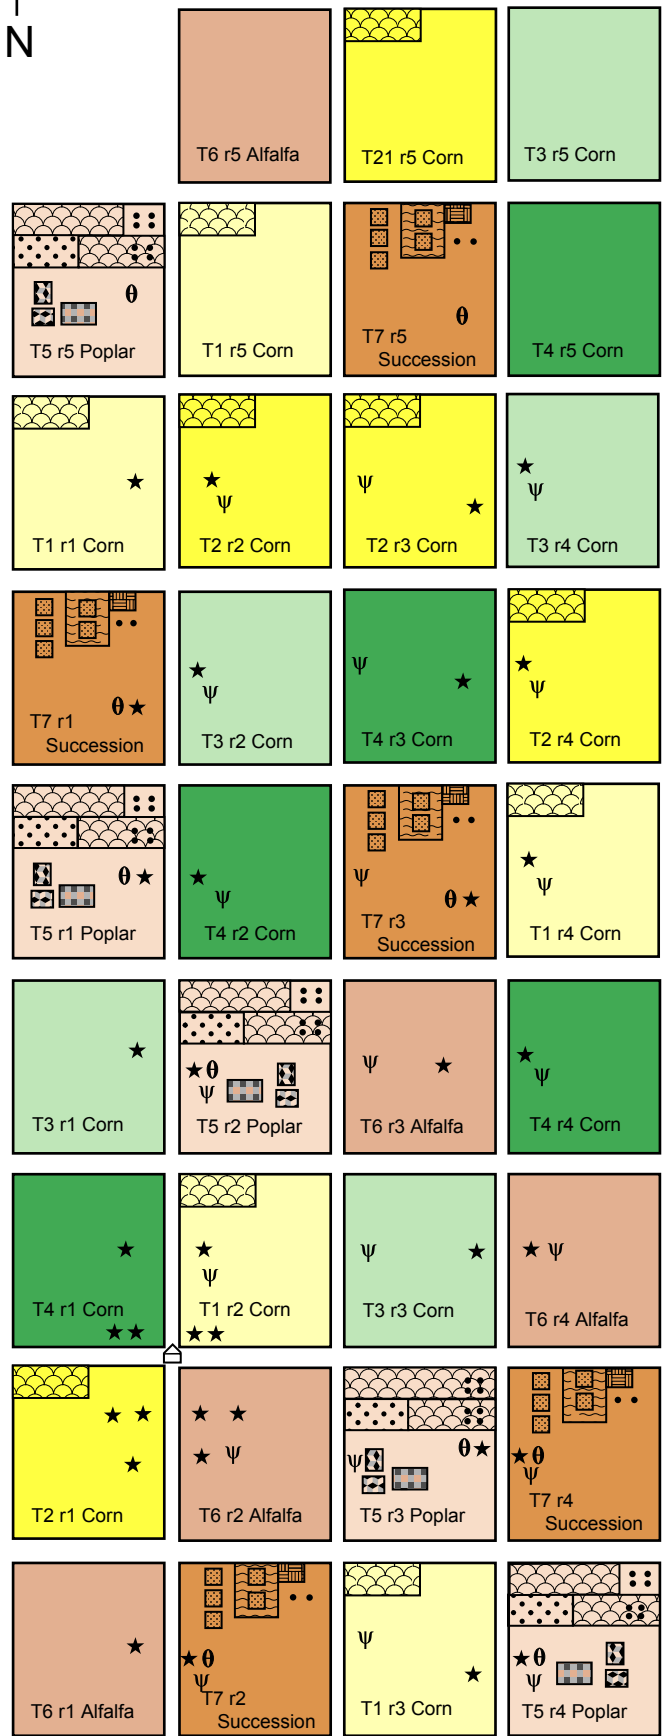 N
T6 r5 Alfalfa
T21 r5 Corn
T3 r5 Corn
θ
T5 r5 Poplar
T1 r5 Corn
θ
T7 r5
Succession
T4 r5 Corn
★
T1 r1 Corn
★
ψ
T2 r2 Corn
ψ
★
T2 r3 Corn
★
ψ
T3 r4 Corn
θ ★
T7 r1
Succession
★
ψ
T3 r2 Corn
ψ
★
T4 r3 Corn
★
ψ
T2 r4 Corn
θ ★
T5 r1 Poplar
★
ψ
T4 r2 Corn
ψ
θ ★
T7 r3
Succession
★
ψ
T1 r4 Corn
★
T3 r1 Corn
★ θ
ψ
T5 r2 Poplar
ψ ★
T6 r3 Alfalfa
★
ψ
T4 r4 Corn
★
T4 r1 Corn
★★
★
ψ
T1 r2 Corn
★★
ψ ★
T3 r3 Corn
★ ψ
T6 r4 Alfalfa
★ ★
★
T2 r1 Corn
★ ★
★ ψ
T6 r2 Alfalfa
θ ★
ψ
T5 r3 Poplar
★ θ
ψ
T7 r4
Succession
★
T6 r1 Alfalfa
★ θ
ψ
T7 r2
Succession
ψ
★
T1 r3 Corn
★ θ
ψ
T5 r4 Poplar